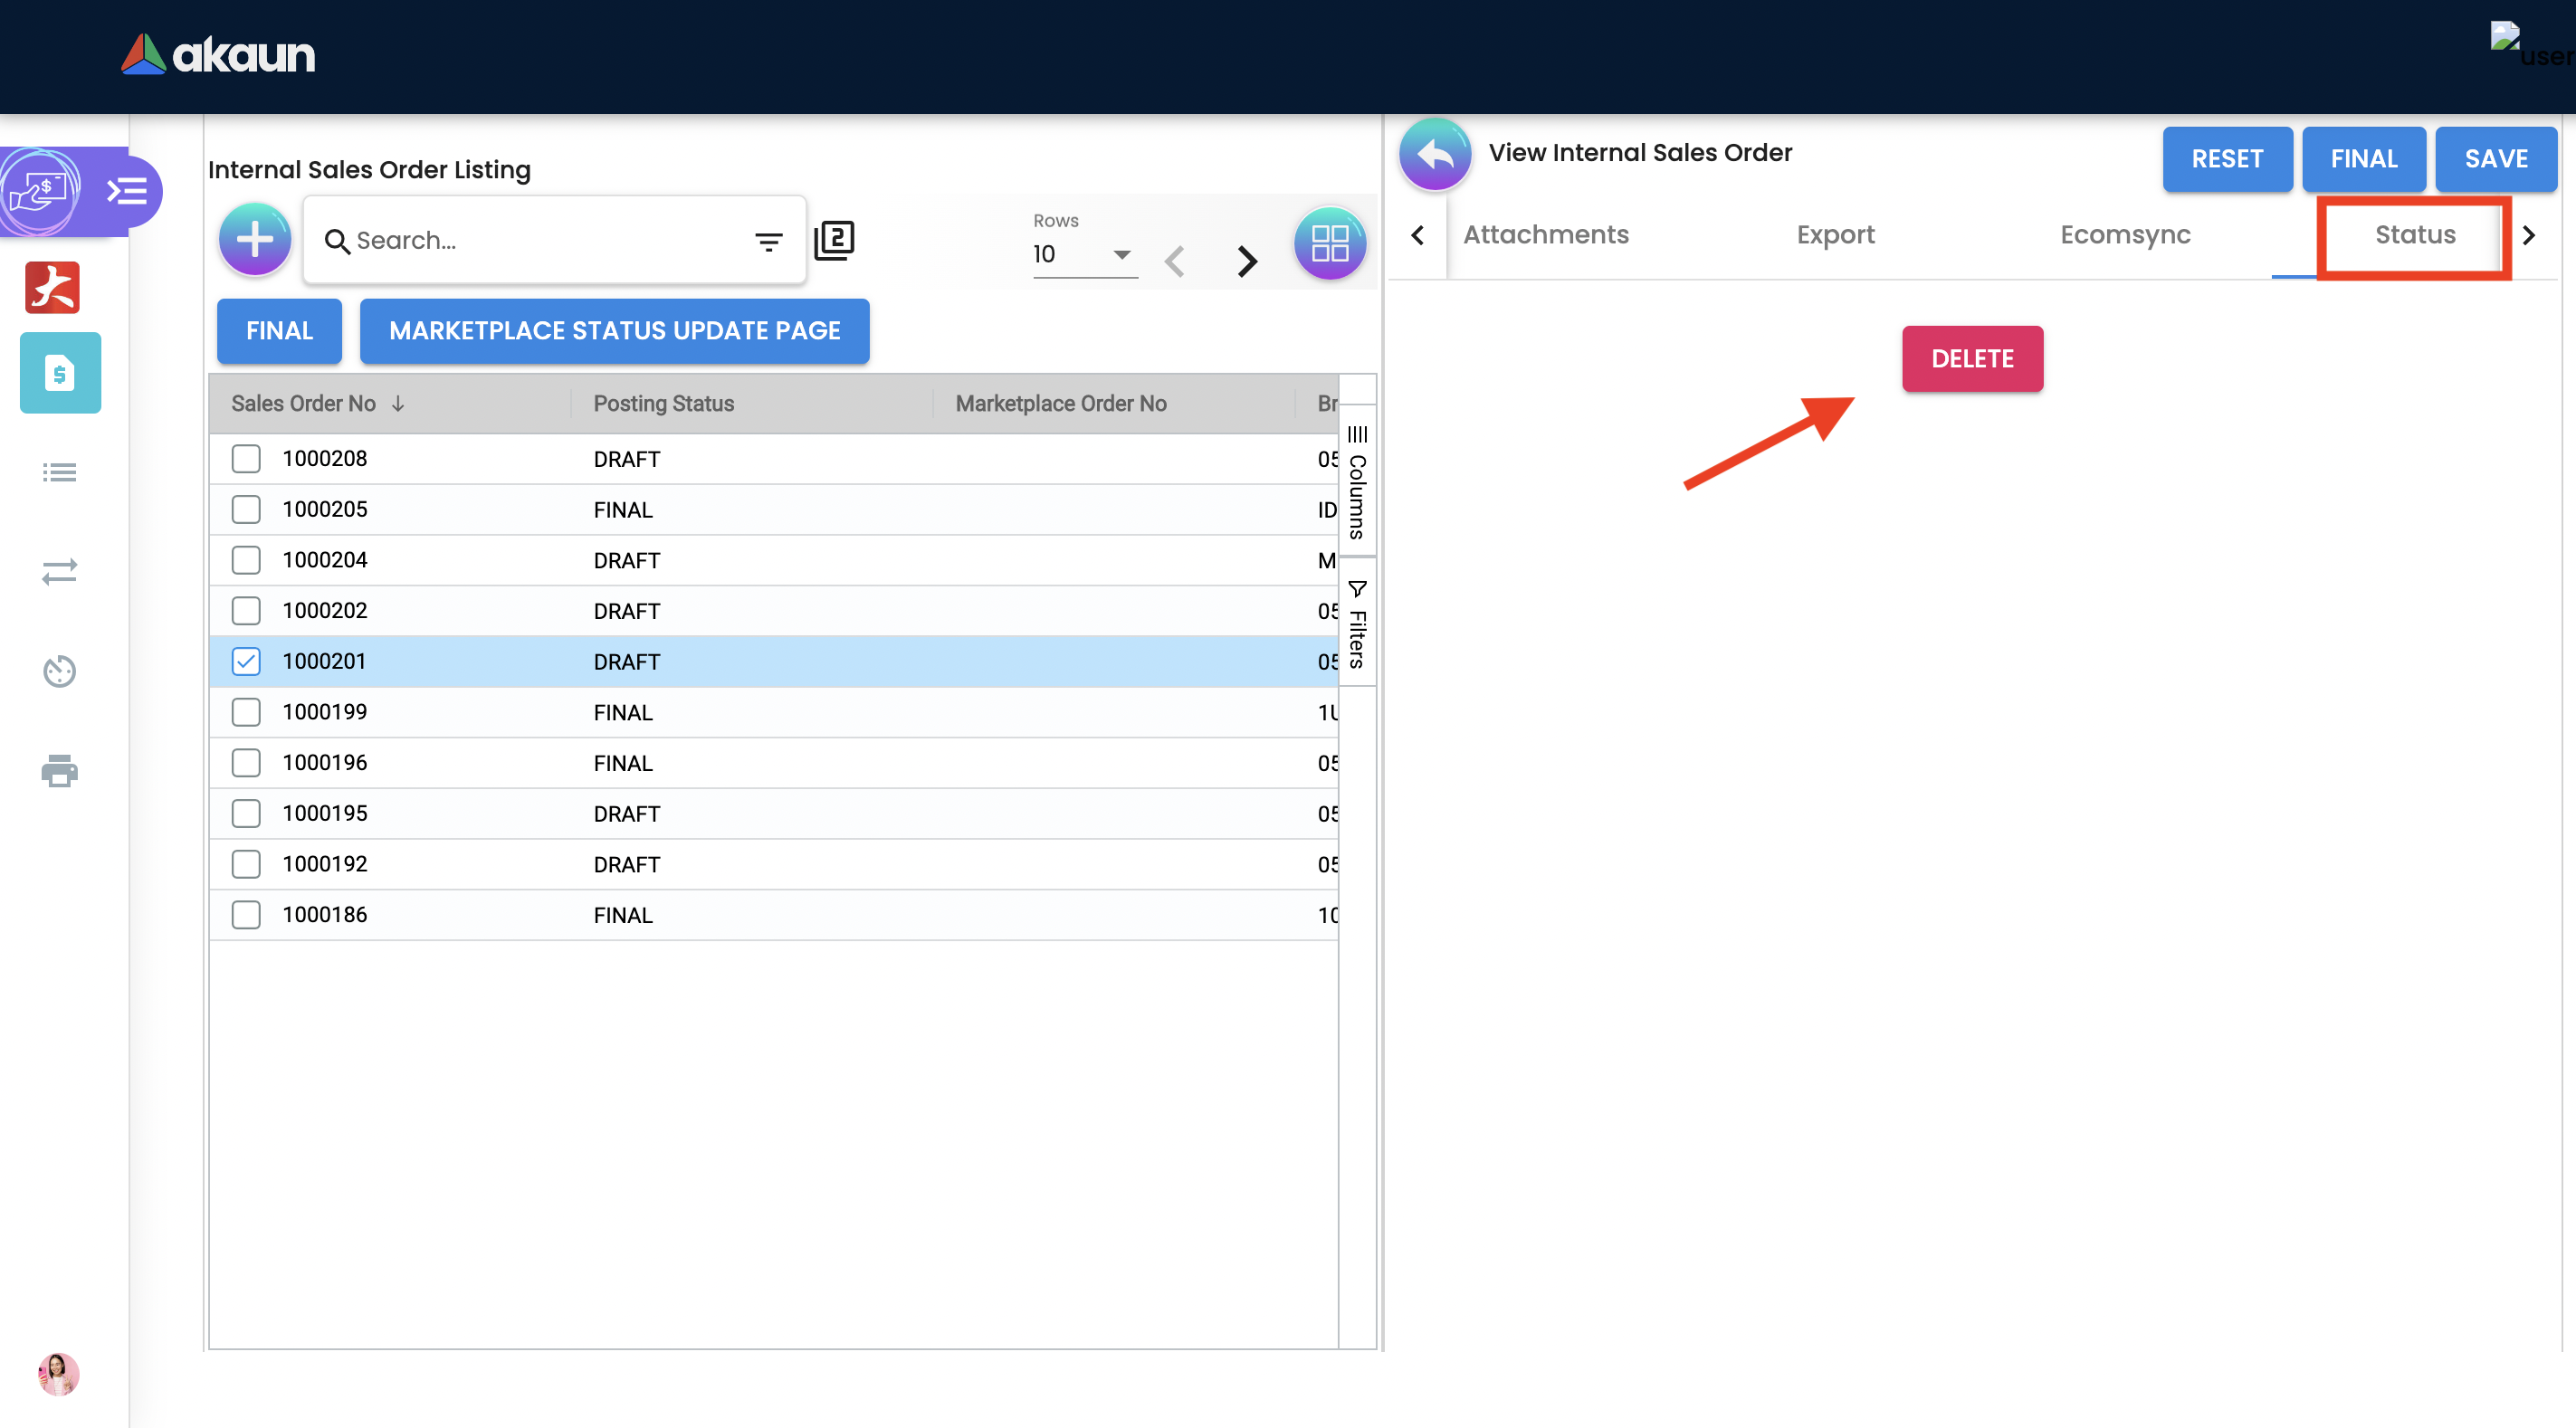 akaun
user
Internal Sales Order Listing
Search...
2
Rows
10
FINAL
MARKETPLACE STATUS UPDATE PAGE
Sales Order No
Posting Status
Marketplace Order No
Br
1000208 DRAFT 05
1000205 FINAL ID
1000204 DRAFT M
1000202 DRAFT 05
1000201 DRAFT 05
1000199 FINAL 1U
1000196 FINAL 05
1000195 DRAFT 05
1000192 DRAFT 05
1000186 FINAL 10
Columns
Filters
View Internal Sales Order
RESET
FINAL
SAVE
Attachments
Export
Ecomsync
Status
DELETE